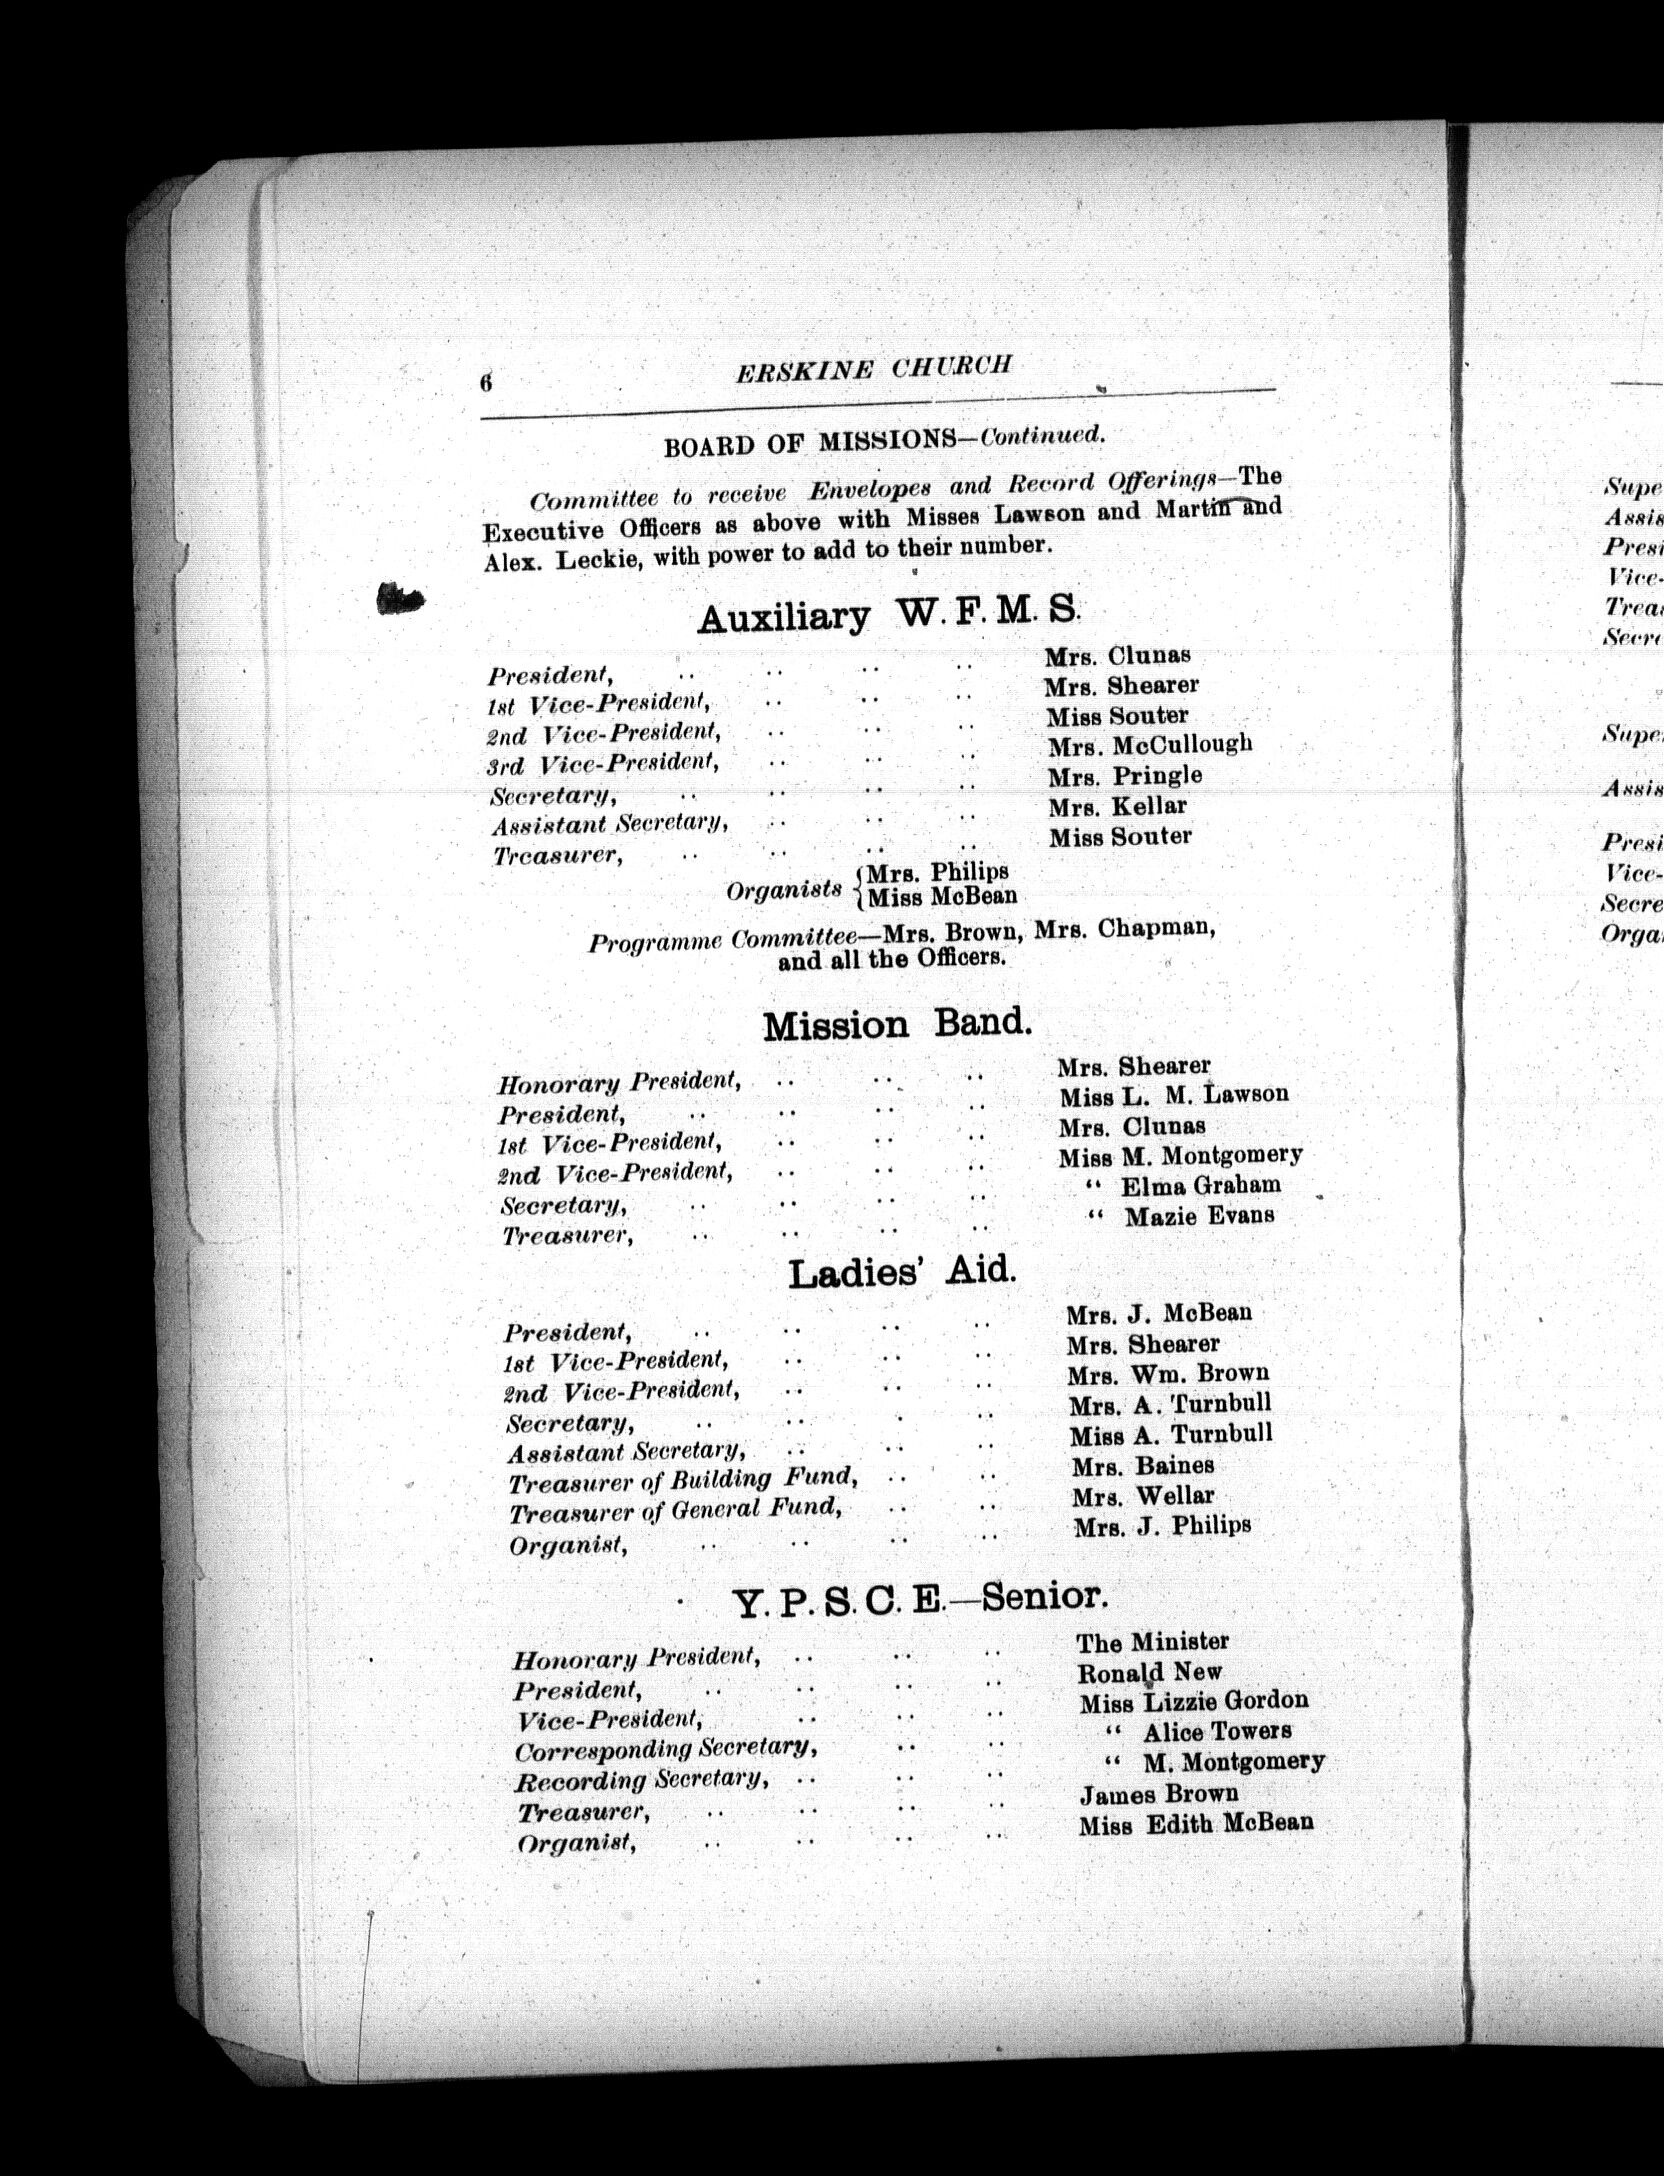 6 ERSKINE CHURCH
BOARD OF MISSIONS—Continued.
Committee to receive Envelopes and Record Offerings—The
Executive Officers as above with Misses Lawson and Martin and
Alex. Leckie, with power to add to their number.
Auxiliary W. F. M. S.
President, .. .. .. .. Mrs. Clunas
1st Vice-President, .. .. .. Mrs. Shearer
2nd Vice-President, .. .. .. Miss Souter
3rd Vice-President, .. .. .. Mrs. McCullough
Secretary, .. .. .. .. Mrs. Pringle
Assistant Secretary, .. .. .. Mrs. Kellar
Treasurer, .. .. .. .. Miss Souter
Organists { Mrs. Philips
Miss McBean
Programme Committee—Mrs. Brown, Mrs. Chapman,
and all the Officers.
Mission Band.
Honorary President, .. .. .. Mrs. Shearer
President, .. .. .. .. Miss L. M. Lawson
1st Vice-President, .. .. .. Mrs. Clunas
2nd Vice-President, .. .. .. Miss M. Montgomery
Secretary, .. .. .. .. “ Elma Graham
Treasurer, .. .. .. .. “ Mazie Evans
Ladies’ Aid.
President, .. .. .. .. Mrs. J. McBean
1st Vice-President, .. .. .. Mrs. Shearer
2nd Vice-President, .. .. .. Mrs. Wm. Brown
Secretary, .. .. . .. Mrs. A. Turnbull
Assistant Secretary, .. .. .. Miss A. Turnbull
Treasurer of Building Fund, .. .. Mrs. Baines
Treasurer of General Fund, .. .. Mrs. Wellar
Organist, .. .. .. .. Mrs. J. Philips
Y. P. S. C. E.—Senior.
Honorary President, .. .. .. The Minister
President, .. .. .. .. Ronald New
Vice-President, .. .. .. Miss Lizzie Gordon
Corresponding Secretary, .. .. “ Alice Towers
Recording Secretary, .. .. .. “ M. Montgomery
Treasurer, .. .. .. .. James Brown
Organist, .. .. .. .. Miss Edith McBean